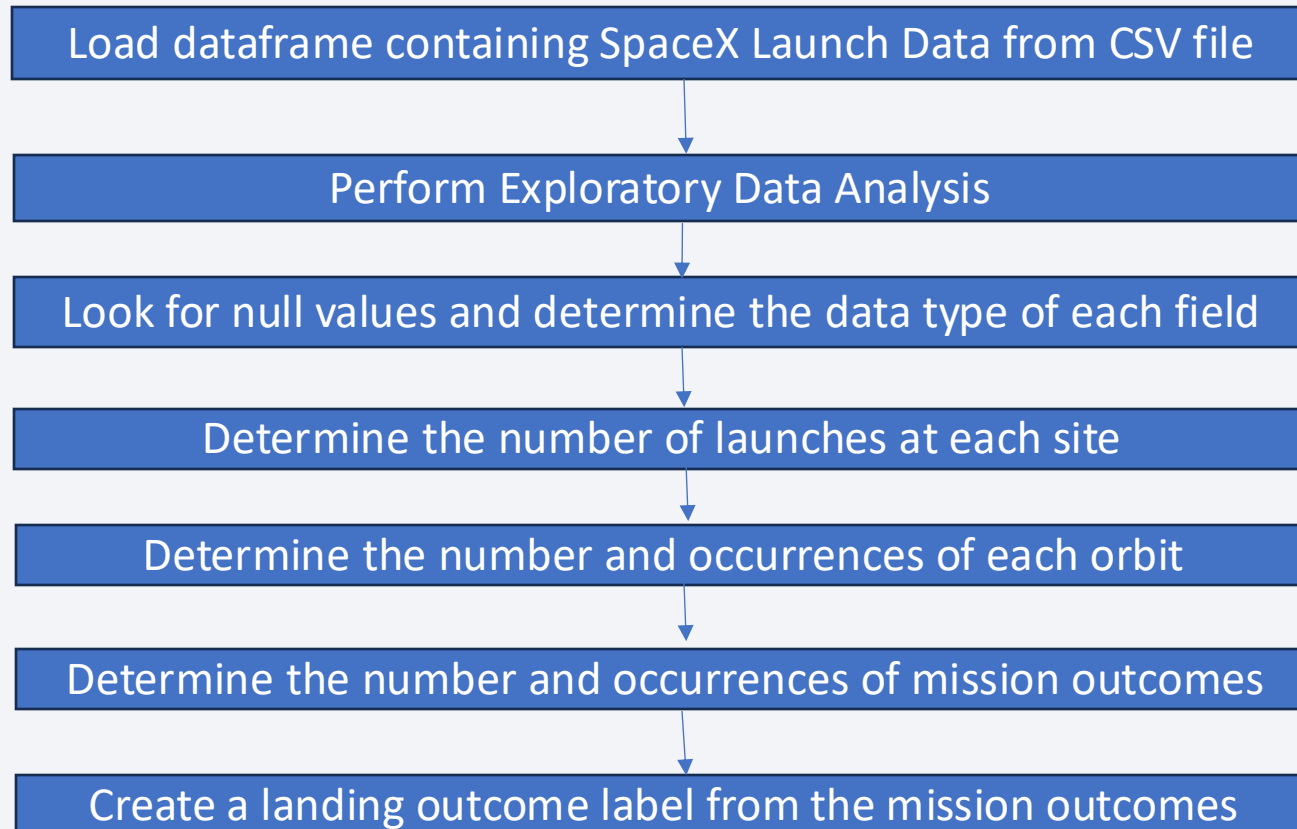 Load dataframe containing SpaceX Launch Data from CSV file
Perform Exploratory Data Analysis
Look for null values and determine the data type of each field
Determine the number of launches at each site
Determine the number and occurrences of each orbit
Determine the number and occurrences of mission outcomes
Create a landing outcome label from the mission outcomes